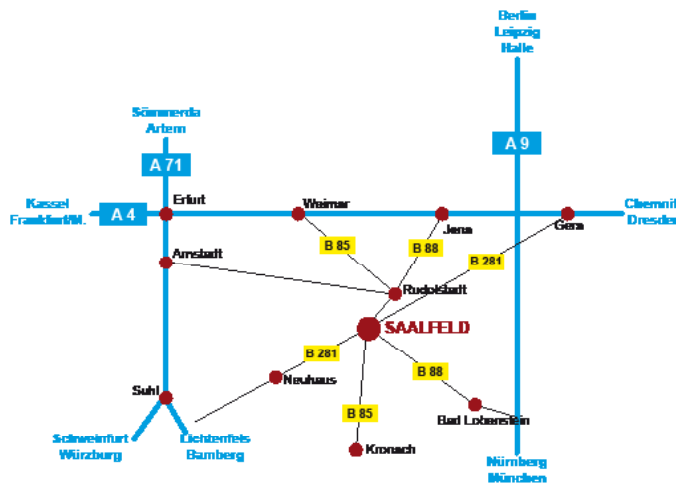 Berlin
Leipzig
Halle
Sömmerda
Artern
A 9
A 71
Kassel
Frankfurt/M.
A 4
Erfurt
Weimar
Jena
Gera
Chemnit
Dresder
B 85
B 88
B 281
Arnstadt
Rudolstadt
SAALFELD
B 281
Neuhaus
B 88
Suhl
B 85
Bad Lobenstein
Schweinfurt
Würzburg
Lichtenfels
Bamberg
Kronach
Nürnberg
München